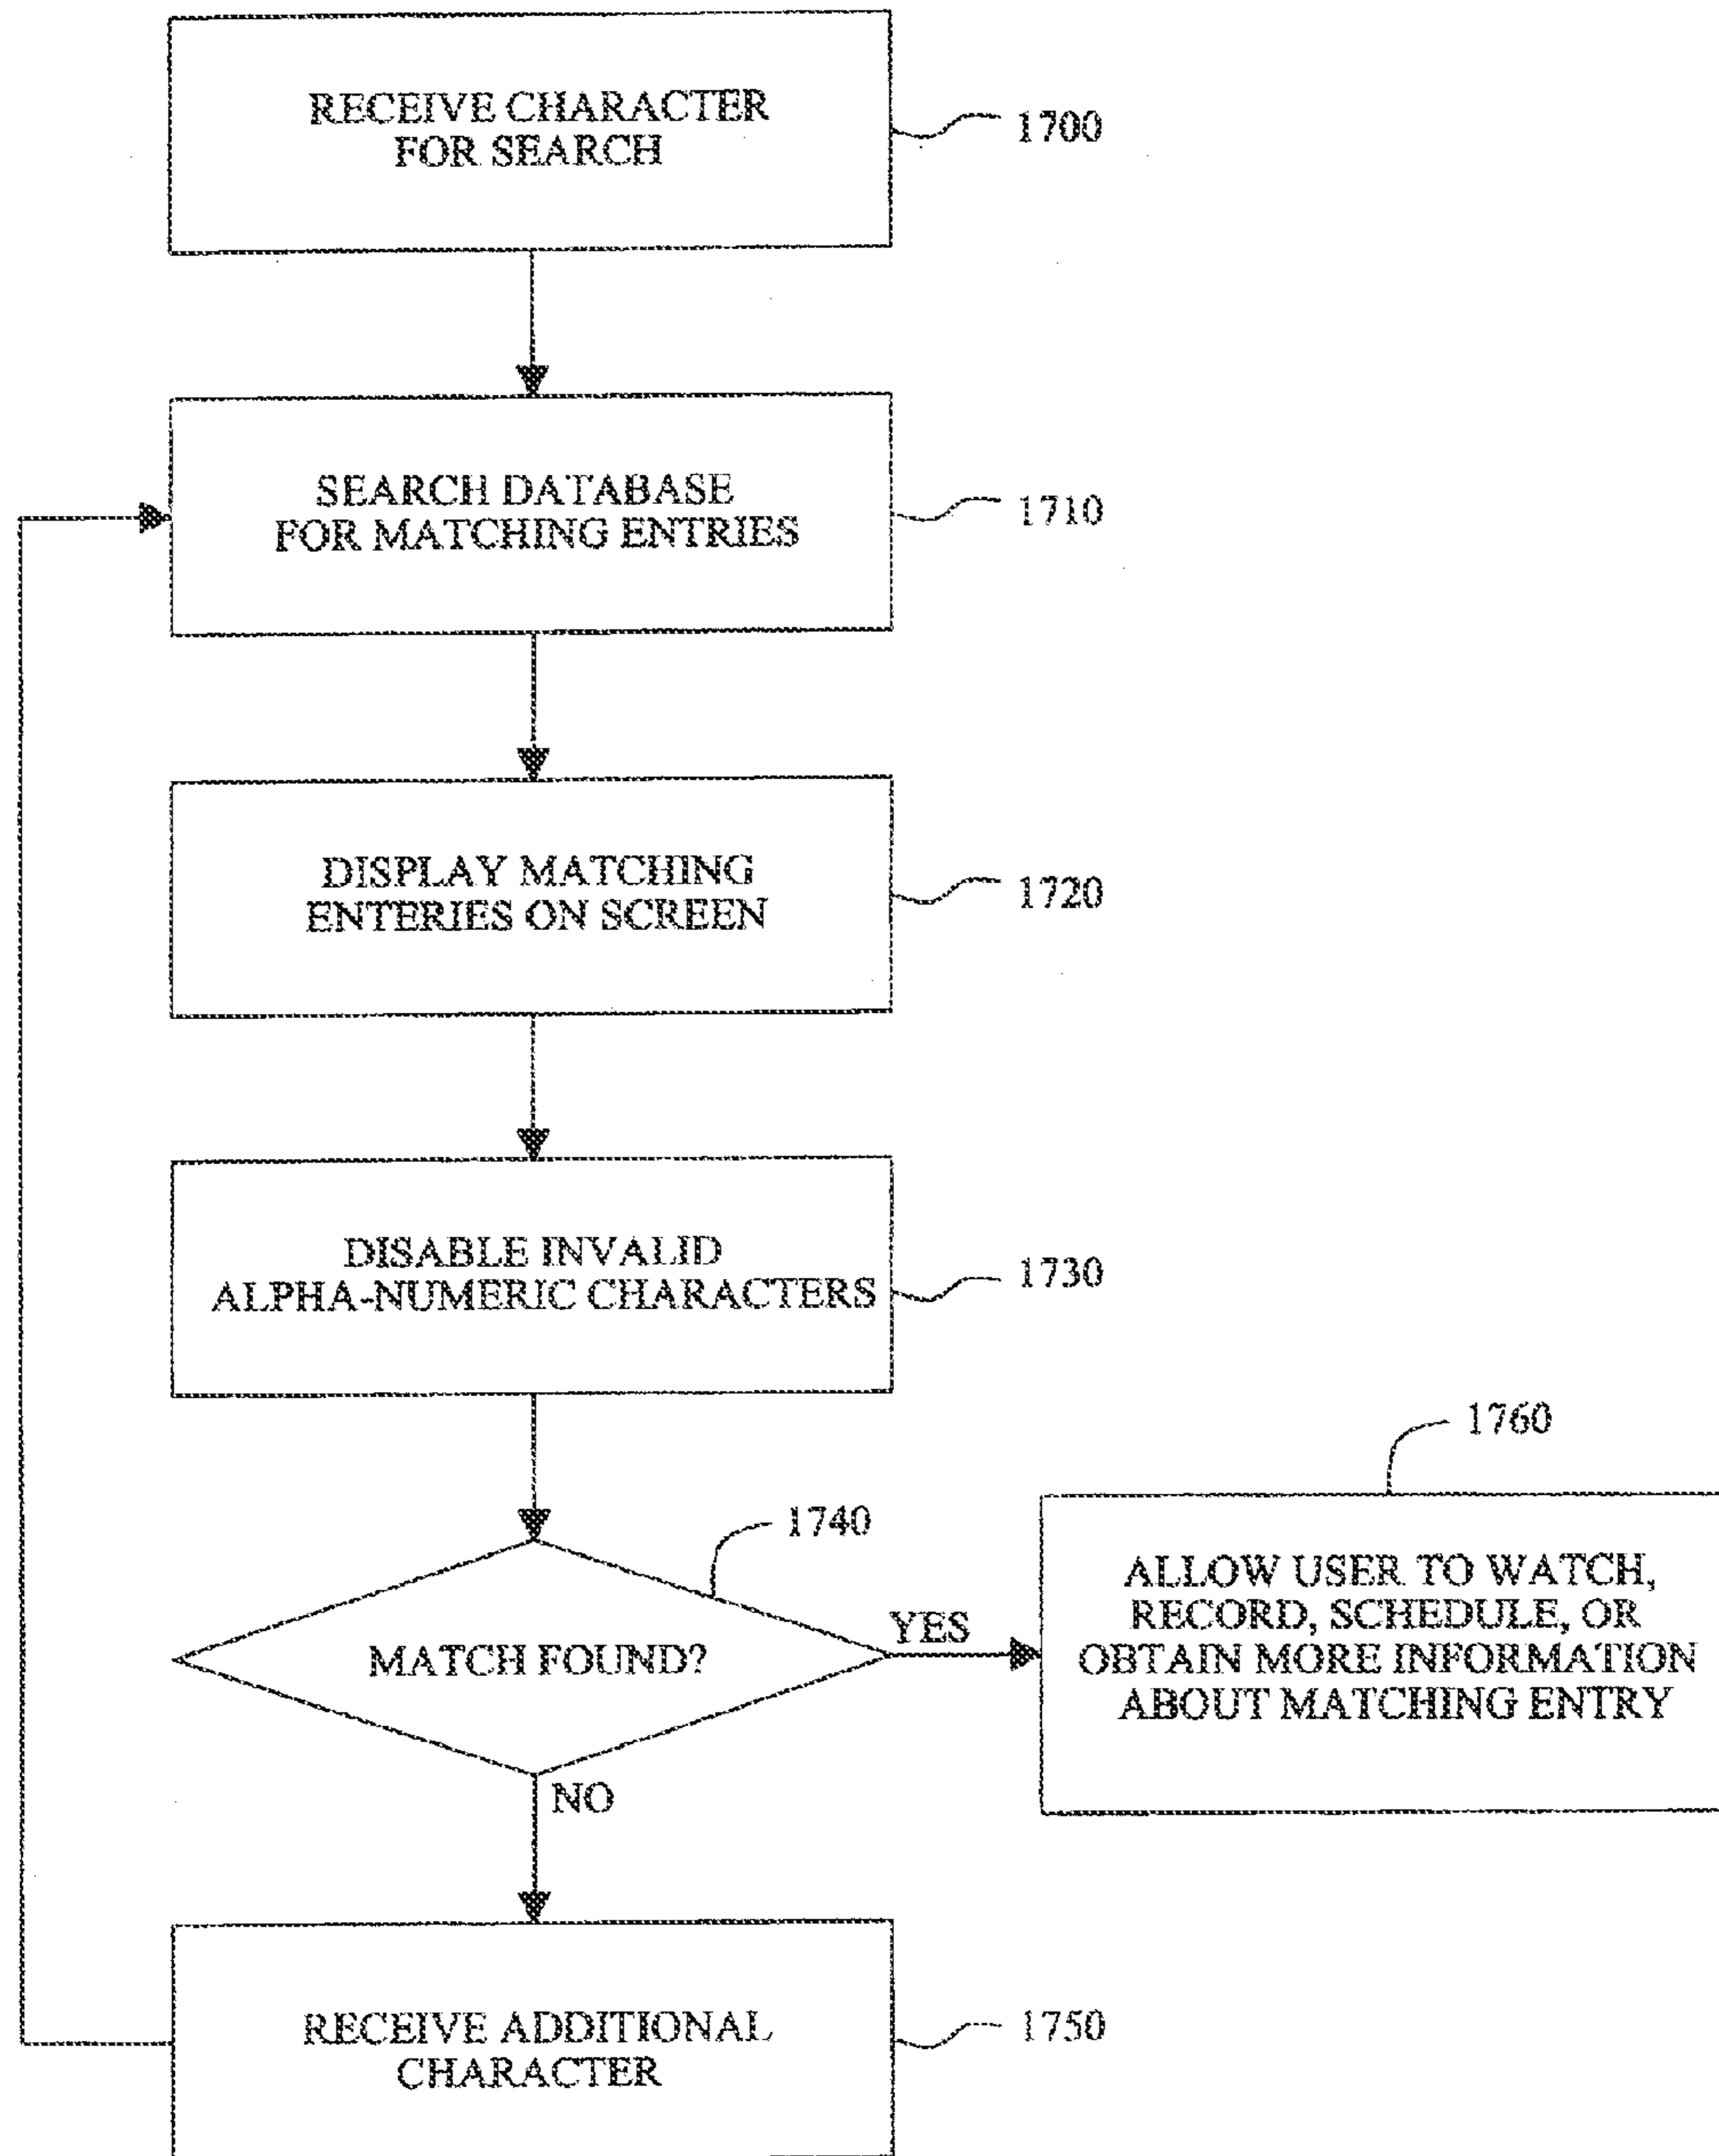 RECEIVE CHARACTER
FOR SEARCH
1700
SEARCH DATABASE
FOR MATCHING ENTRIES
1710
DISPLAY MATCHING
ENTERIES ON SCREEN
1720
DISABLE INVALID
ALPHA-NUMERIC CHARACTERS
1730
1740
MATCH FOUND?
YES
NO
1760
ALLOW USER TO WATCH,
RECORD, SCHEDULE, OR
OBTAIN MORE INFORMATION
ABOUT MATCHING ENTRY
RECEIVE ADDITIONAL
CHARACTER
1750